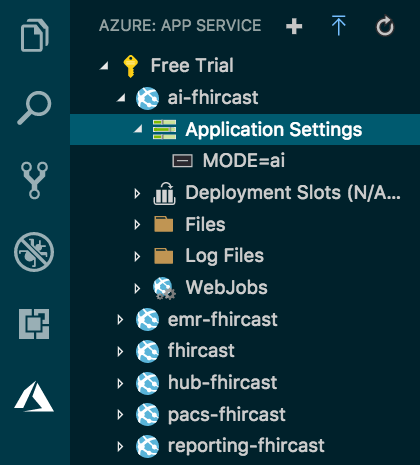 AZURE: APP SERVICE
Free Trial
ai-fhircast
Application Settings
MODE=ai
Deployment Slots (N/A...
Files
Log Files
WebJobs
emr-fhircast
fhircast
hub-fhircast
pacs-fhircast
reporting-fhircast